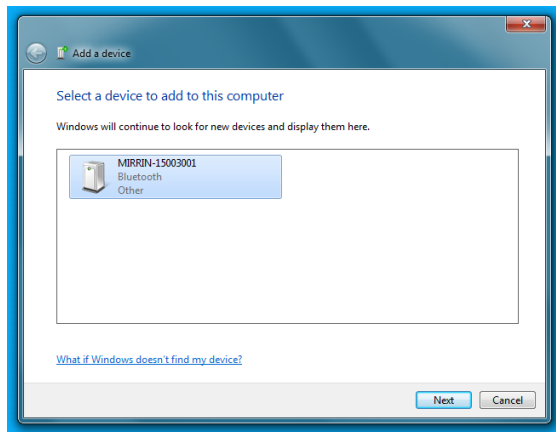 Add a device
Select a device to add to this computer
Windows will continue to look for new devices and display them here.
MIRRIN-15003001
Bluetooth
Other
What if Windows doesn't find my device?
Next
Cancel